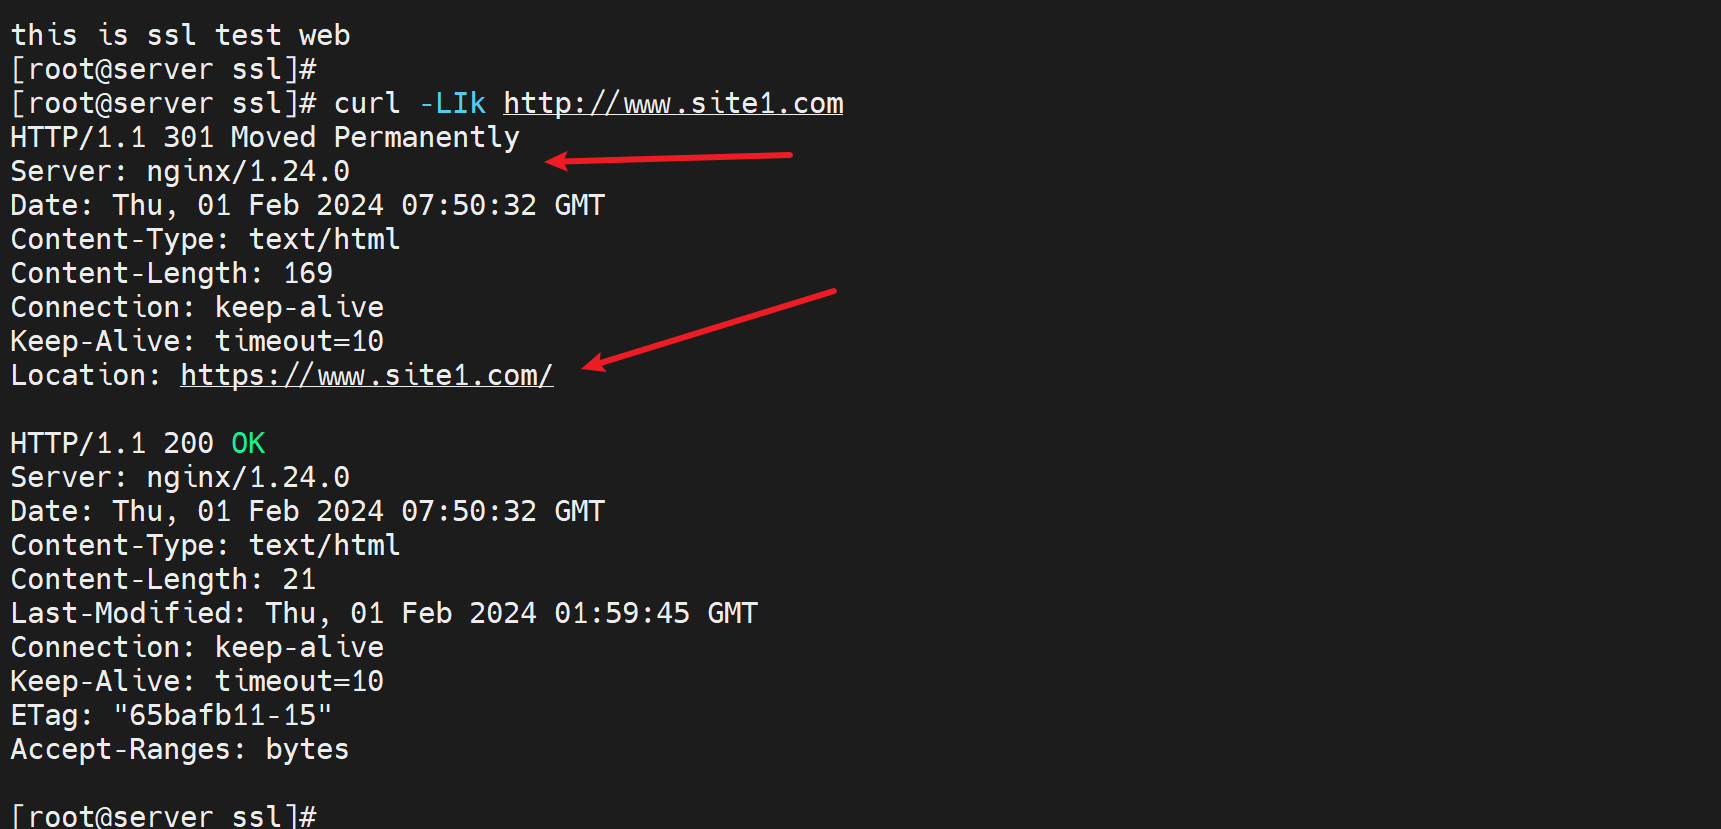 this is ssl test web
[root@server ssl]#
[root@server ssl]# curl -LIk http://www.site1.com
HTTP/1.1 301 Moved Permanently
Server: nginx/1.24.0
Date: Thu, 01 Feb 2024 07:50:32 GMT
Content-Type: text/html
Content-Length: 169
Connection: keep-alive
Keep-Alive: timeout=10
Location: https://www.site1.com/
HTTP/1.1 200 OK
Server: nginx/1.24.0
Date: Thu, 01 Feb 2024 07:50:32 GMT
Content-Type: text/html
Content-Length: 21
Last-Modified: Thu, 01 Feb 2024 01:59:45 GMT
Connection: keep-alive
Keep-Alive: timeout=10
ETag: "65bafb11-15"
Accept-Ranges: bytes
[root@server ssl]#